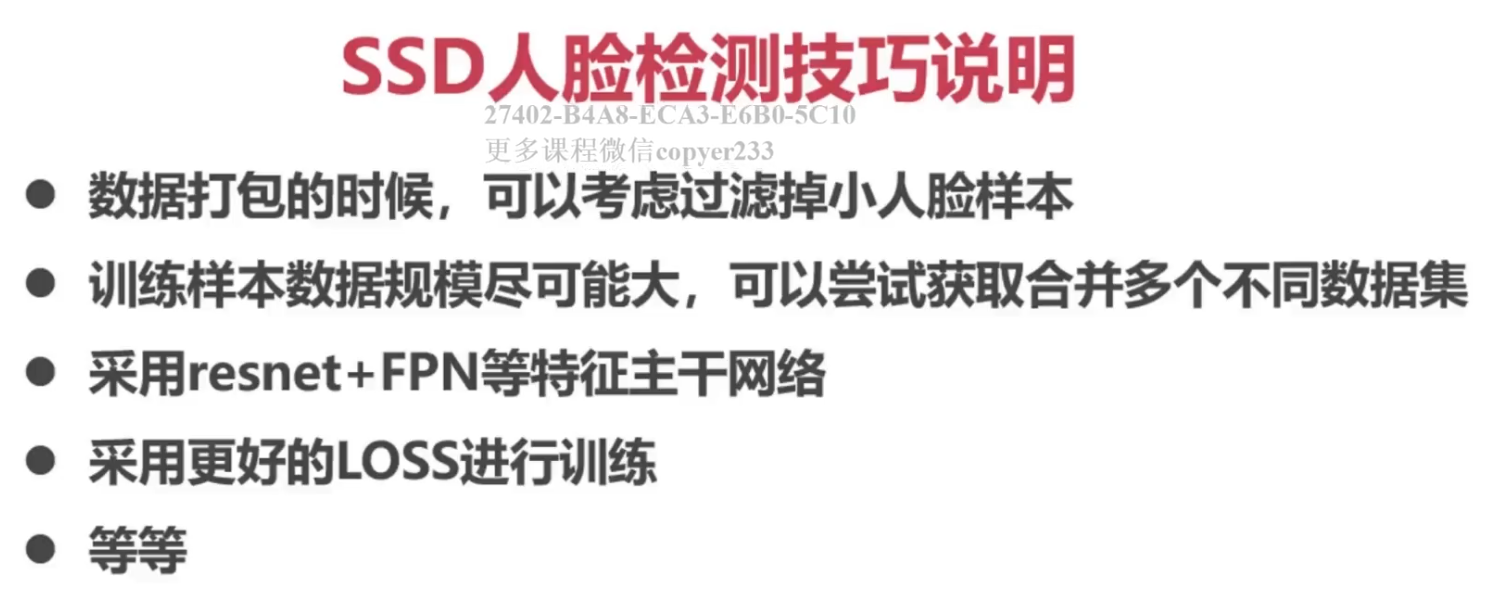 SSD人脸检测技巧说明
27402-B4A8-ECA3-E6B0-5C10
更多课程微信copyer233
● 数据打包的时候，可以考虑过滤掉小人脸样本
● 训练样本数据规模尽可能大，可以尝试获取合并多个不同数据集
● 采用resnet+FPN等特征主干网络
● 采用更好的LOSS进行训练
● 等等